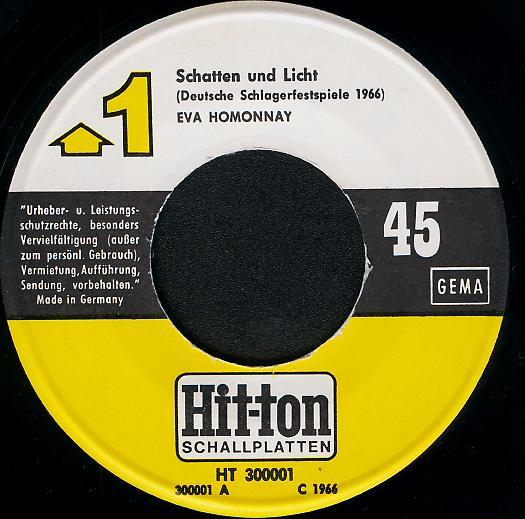 1
Schatten und Licht
(Deutsche Schlagerfestspiele 1966)
EVA HOMONNAY
"Urheber- u. Leistungs-
schutzrechte, besonders
Vervielfältigung (außer
zum persönl. Gebrauch),
Vermietung, Aufführung,
Sendung, vorbehalten."
Made in Germany
45
GEMA
Hit-ton
SCHALLPLATTEN
HT 300001
300001 A C 1966